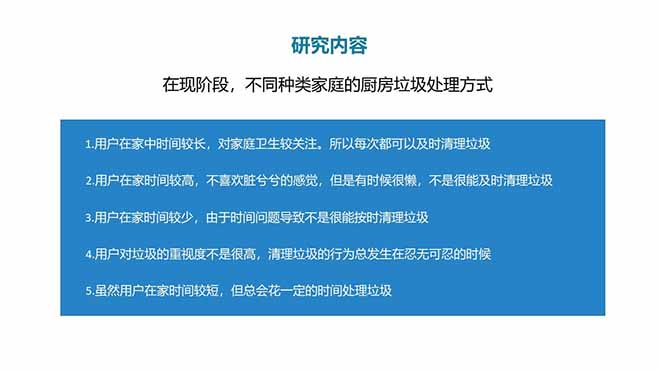 研究内容
在现阶段，不同种类家庭的厨房垃圾处理方式
1.用户在家中时间较长，对家庭卫生较关注。所以每次都可以及时清理垃圾
2.用户在家时间较高，不喜欢脏兮兮的感觉，但是有时候很懒，不是很能及时清理垃圾
3.用户在家时间较少，由于时间问题导致不是很能按时清理垃圾
4.用户对垃圾的重视度不是很高，清理垃圾的行为总发生在忍无可忍的时候
5.虽然用户在家时间较短，但总会花一定的时间处理垃圾